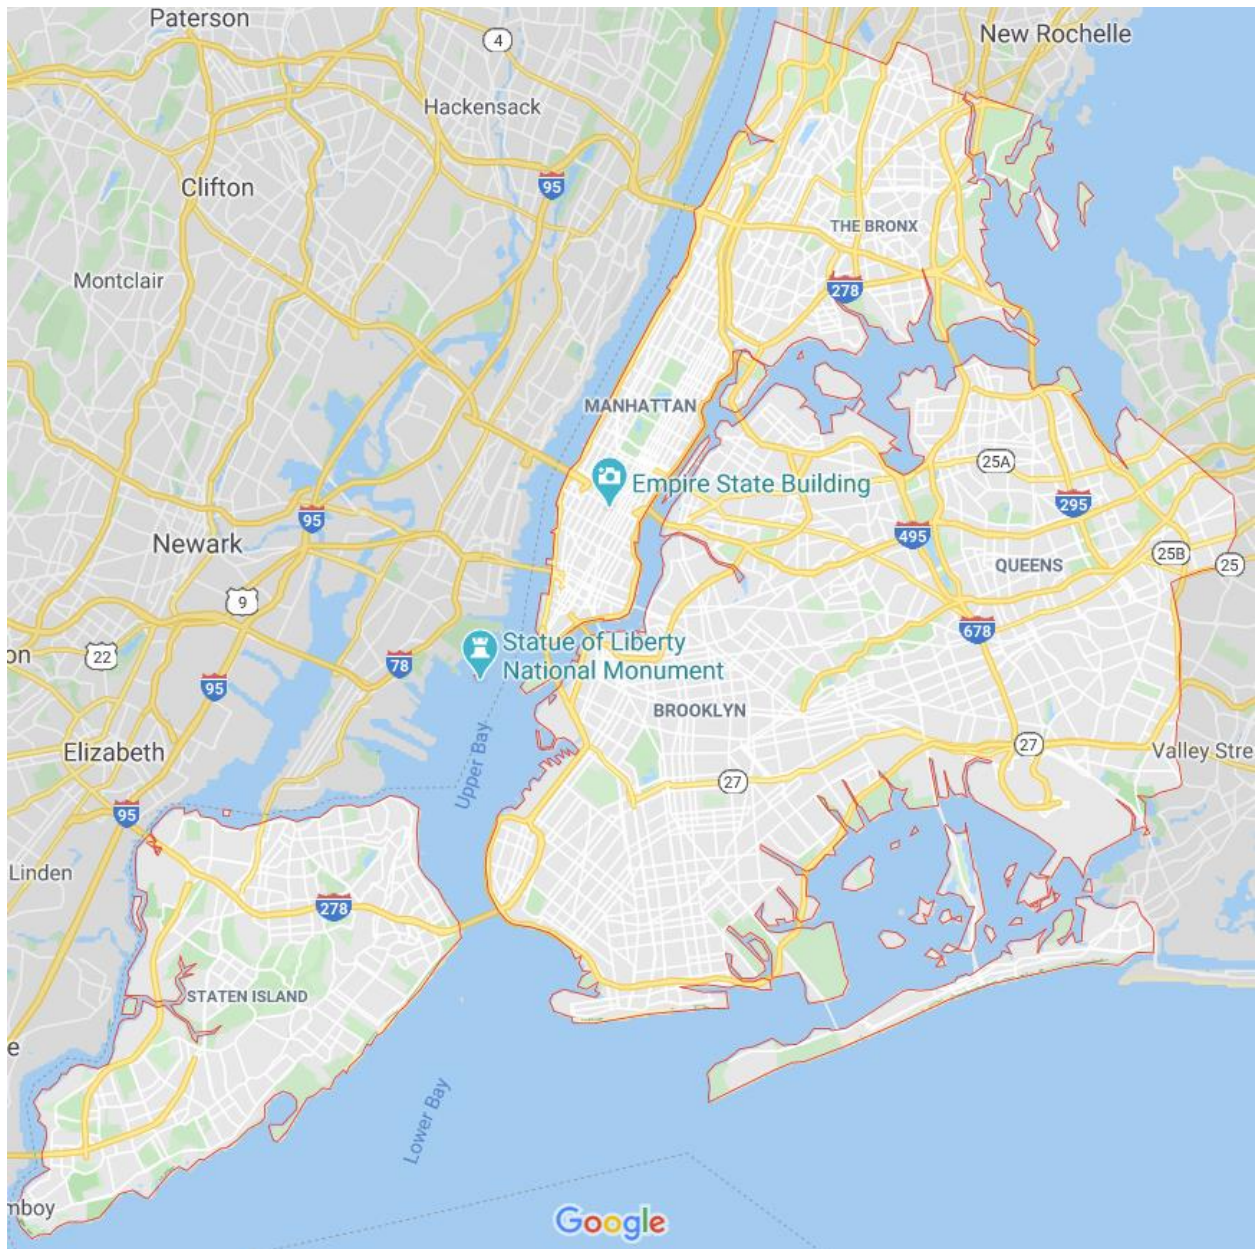 Paterson
4
New Rochelle
Hackensack
95
Clifton
THE BRONX
Montclair
278
MANHATTAN
25A
Empire State Building
295
95
495
Newark
25B
QUEENS
25
9
678
Statue of Liberty
National Monument
on
22
78
95
BROOKLYN
Upper Bay
Elizabeth
27
Valley Stre
27
95
Linden
278
STATEN ISLAND
e
Lower Bay
mboy
Google